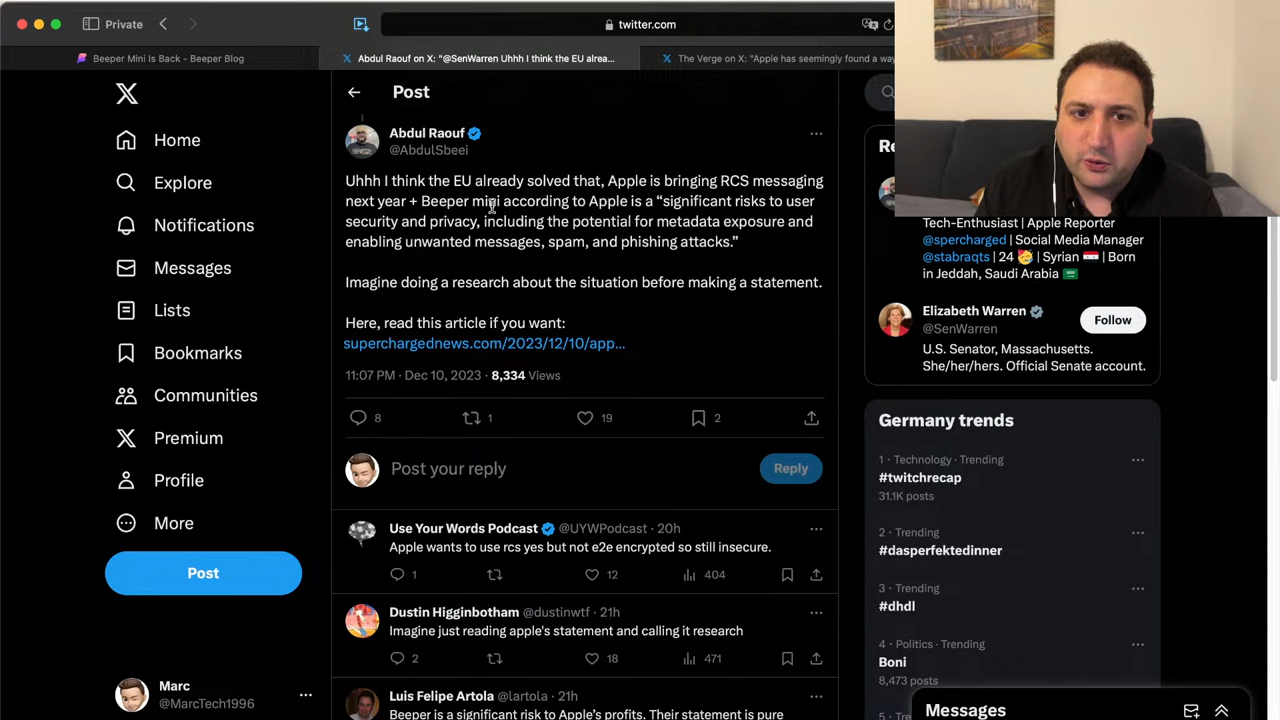 Private
twitter.com
Beeper Mini Is Back - Beeper Blog
Abdul Raouf on X: "@SenWarren Uhhh I think the EU alrea...
The Verge on X: "Apple has seemingly found a wa
X
Home
Explore
Notifications
Messages
Lists
Bookmarks
Communities
Premium
Profile
More
Post
Marc
@MarcTech1996
Post
Abdul Raouf
@AbdulSbeei
Uhhh I think the EU already solved that, Apple is bringing RCS messaging
next year + Beeper mini according to Apple is a “significant risks to user
security and privacy, including the potential for metadata exposure and
enabling unwanted messages, spam, and phishing attacks.”
Imagine doing a research about the situation before making a statement.
Here, read this article if you want:
superchargednews.com/2023/12/10/app...
11:07 PM · Dec 10, 2023 · 8,334 Views
8 1 19 2
Post your reply
Reply
Use Your Words Podcast @UYWPodcast · 20h
Apple wants to use rcs yes but not e2e encrypted so still insecure.
1 12 404
Dustin Higginbotham @dustinwtf · 21h
Imagine just reading apple's statement and calling it research
2 18 471
Luis Felipe Artola @lartola · 21h
Beeper is a significant risk to Apple’s profits. Their statement is pure
Re
Tech-Enthusiast | Apple Reporter
@spercharged | Social Media Manager
@stabraqts | 24 🥳 | Syrian 🇸🇾 | Born
in Jeddah, Saudi Arabia 🇸🇦
Elizabeth Warren
@SenWarren
Follow
U.S. Senator, Massachusetts.
She/her/hers. Official Senate account.
Germany trends
1 · Technology · Trending
#twitchrecap
31.1K posts
2 · Trending
#dasperfektedinner
3 · Trending
#dhdl
4 · Politics · Trending
Boni
8,473 posts
5
Messages